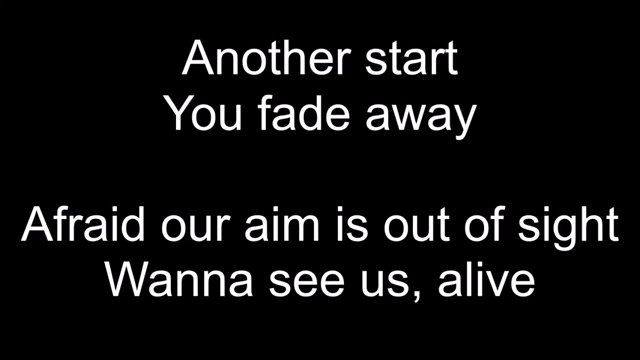 Another start
You fade away
Afraid our aim is out of sight
Wanna see us, alive